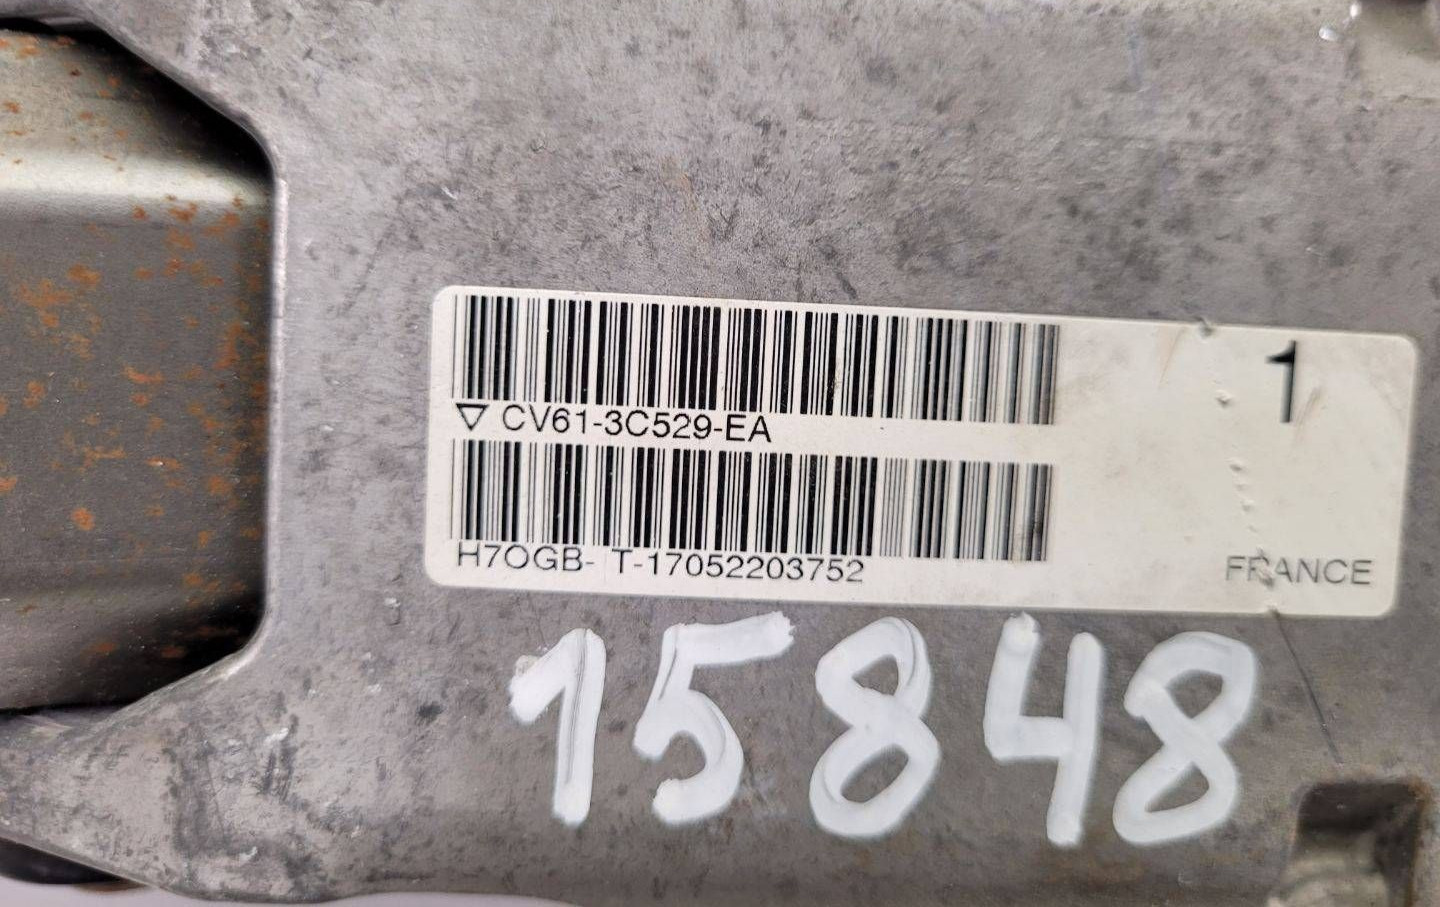 1
▽ CV61-3C529-EA
H7OGB- T-17052203752
FRANCE
15848